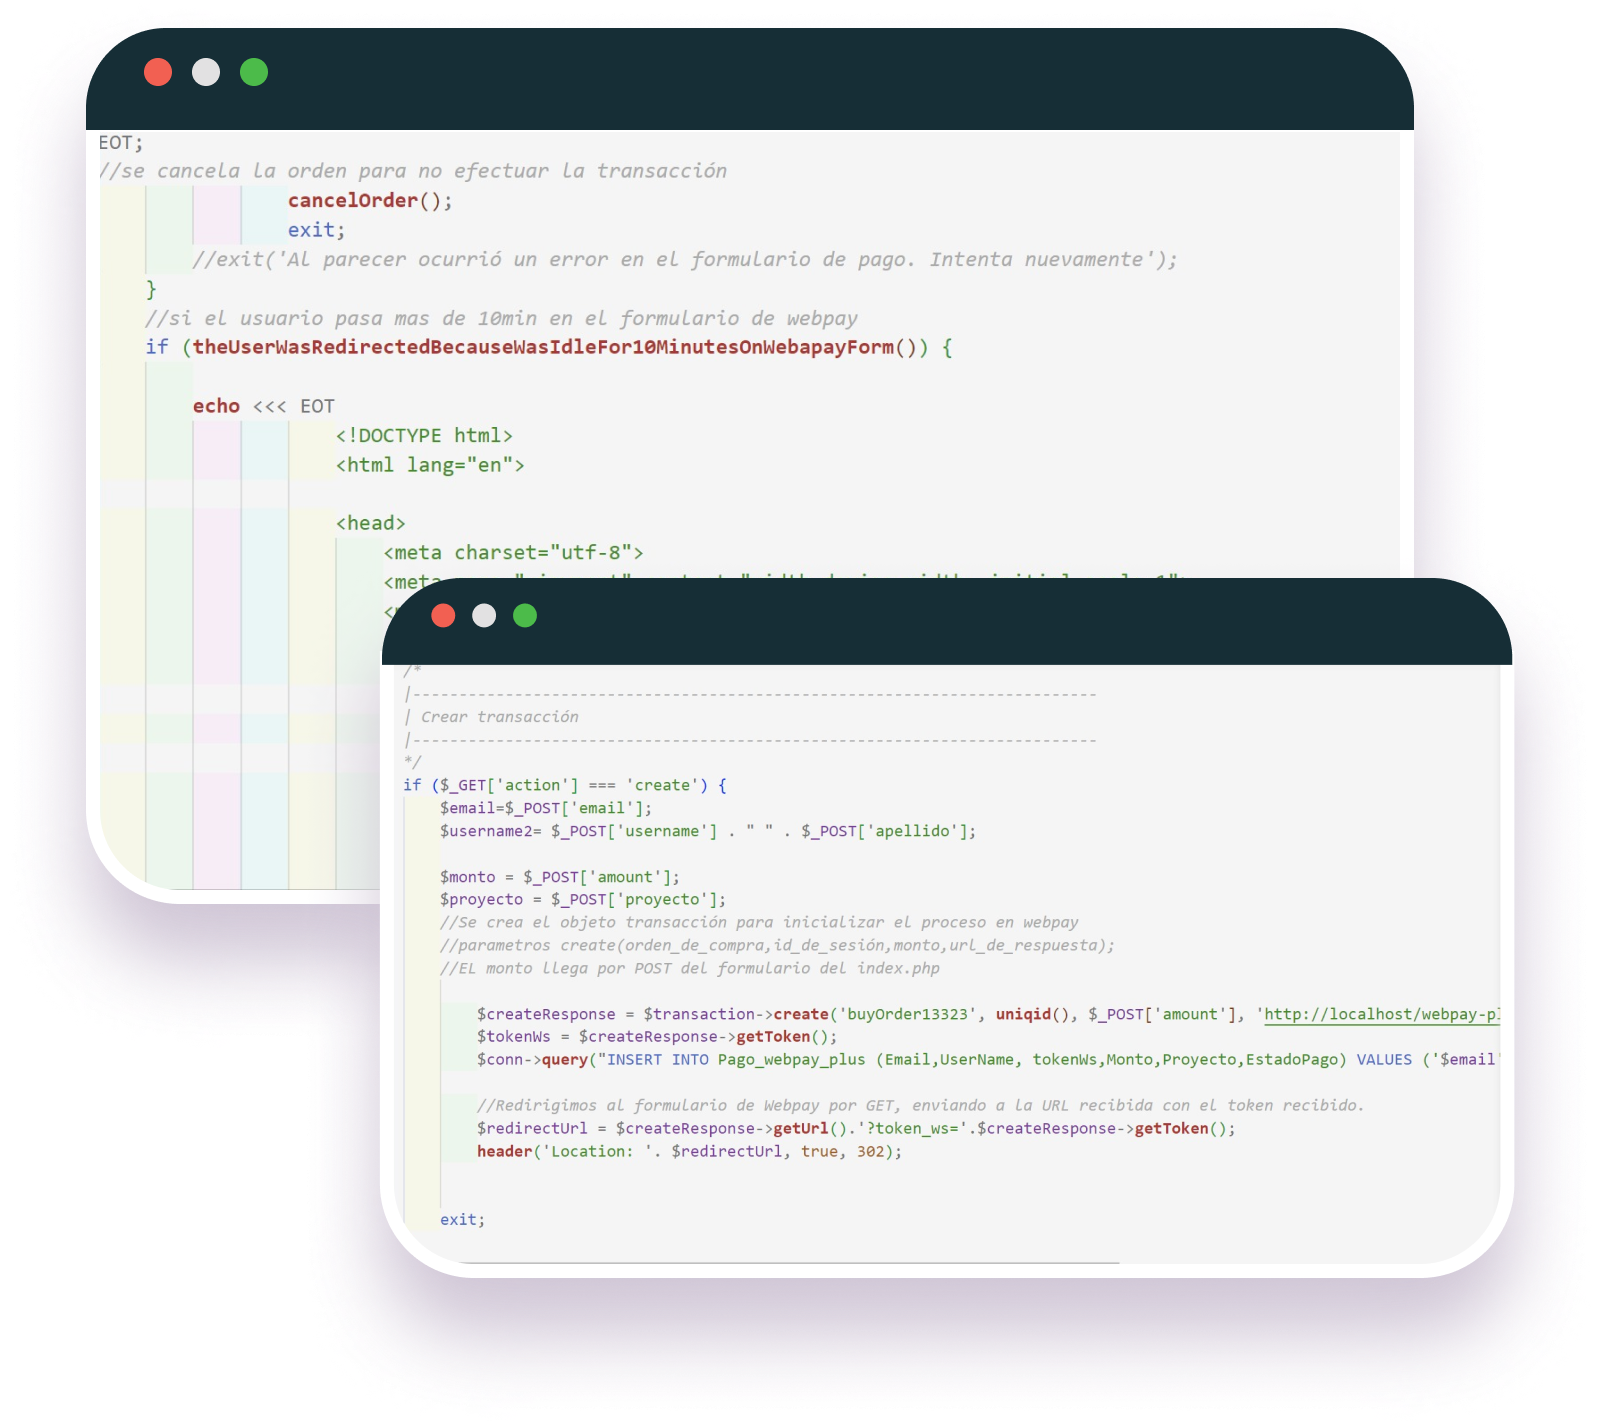 EOT;
//se cancela la orden para no efectuar la transacción
cancelOrder();
exit;
//exit('Al parecer ocurrió un error en el formulario de pago. Intenta nuevamente');
}
//si el usuario pasa mas de 10min en el formulario de webpay
if (theUserWasRedirectedBecauseWasIdleFor10MinutesOnWebapayForm()) {
echo <<< EOT
<!DOCTYPE html>
<html lang="en">
<head>
<meta charset="utf-8">
<meta
/*
|--------------------------------------------------------------------------
| Crear transacción
|--------------------------------------------------------------------------
*/
if ($_GET['action'] === 'create') {
$email=$_POST['email'];
$username2= $_POST['username'] . " " . $_POST['apellido'];
$monto = $_POST['amount'];
$proyecto = $_POST['proyecto'];
//Se crea el objeto transacción para inicializar el proceso en webpay
//parametros create(orden_de_compra,id_de_sesión,monto,url_de_respuesta);
//EL monto llega por POST del formulario del index.php
$createResponse = $transaction->create('buyOrder13323', uniqid(), $_POST['amount'], 'http://localhost/webpay-pl
$tokenWs = $createResponse->getToken();
$conn->query("INSERT INTO Pago_webpay_plus (Email,UserName, tokenWs,Monto,Proyecto,EstadoPago) VALUES ('$email'
//Redirigimos al formulario de Webpay por GET, enviando a la URL recibida con el token recibido.
$redirectUrl = $createResponse->getUrl().'?token_ws='.$createResponse->getToken();
header('Location: '. $redirectUrl, true, 302);
exit;